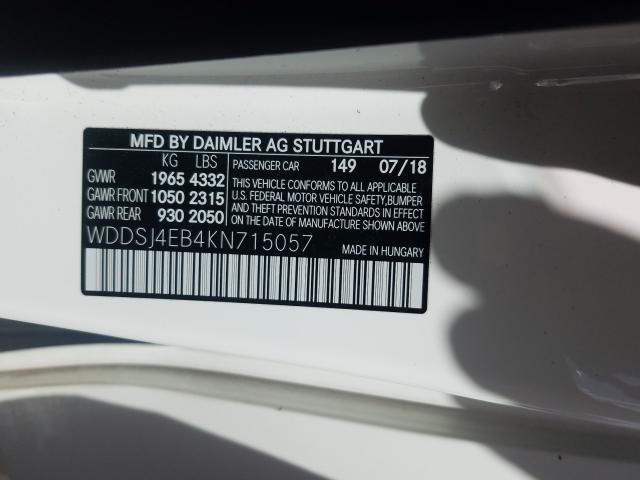 MFD BY DAIMLER AG STUTTGART
KG LBS PASSENGER CAR 149 07/18
GVWR 1965 4332
GAWR FRONT 1050 2315
GAWR REAR 930 2050
THIS VEHICLE CONFORMS TO ALL APPLICABLE
U.S. FEDERAL MOTOR VEHICLE SAFETY,BUMPER
AND THEFT PREVENTION STANDARDS IN EFFECT
ON THE DATE OF MANUFACTURE SHOWN ABOVE
WDDSJ4EB4KN715057
MADE IN HUNGARY